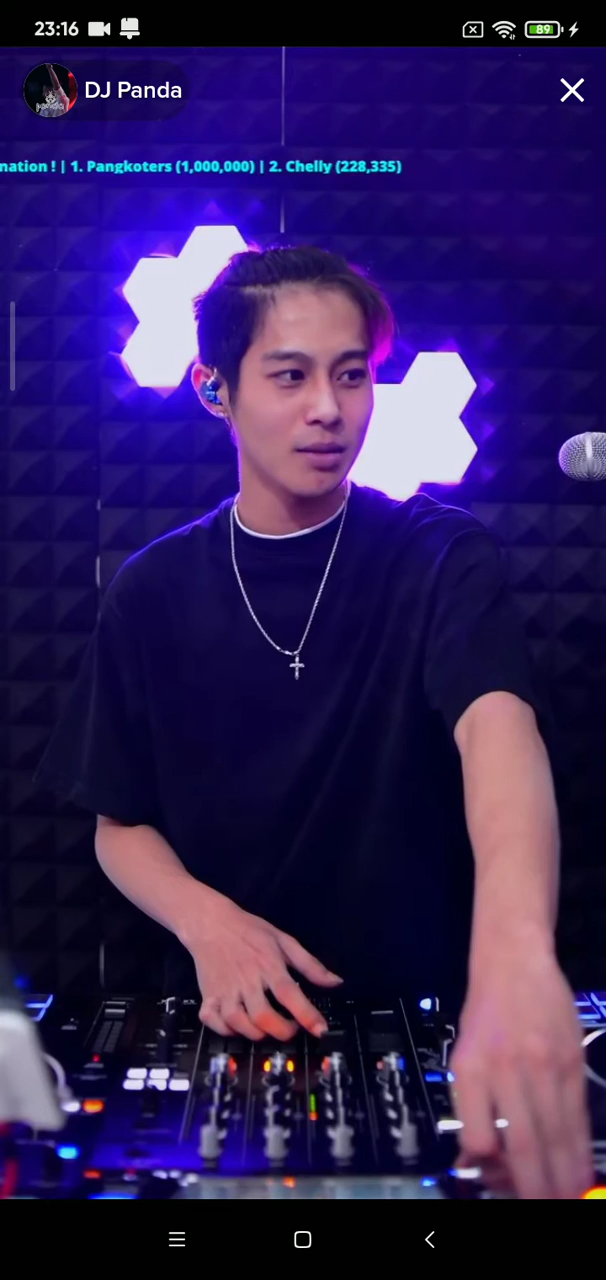 23:16
89
DJ Panda
nation ! | 1. Pangkoters (1,000,000) | 2. Chelly (228,335)